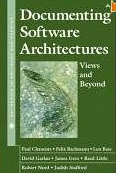 Documenting
Software
Architectures
Views and
Beyond
Paul Clements • Felix Bachmann • Len Bass
David Garlan • James Ivers • Reed Little
Robert Nord • Judith Stafford